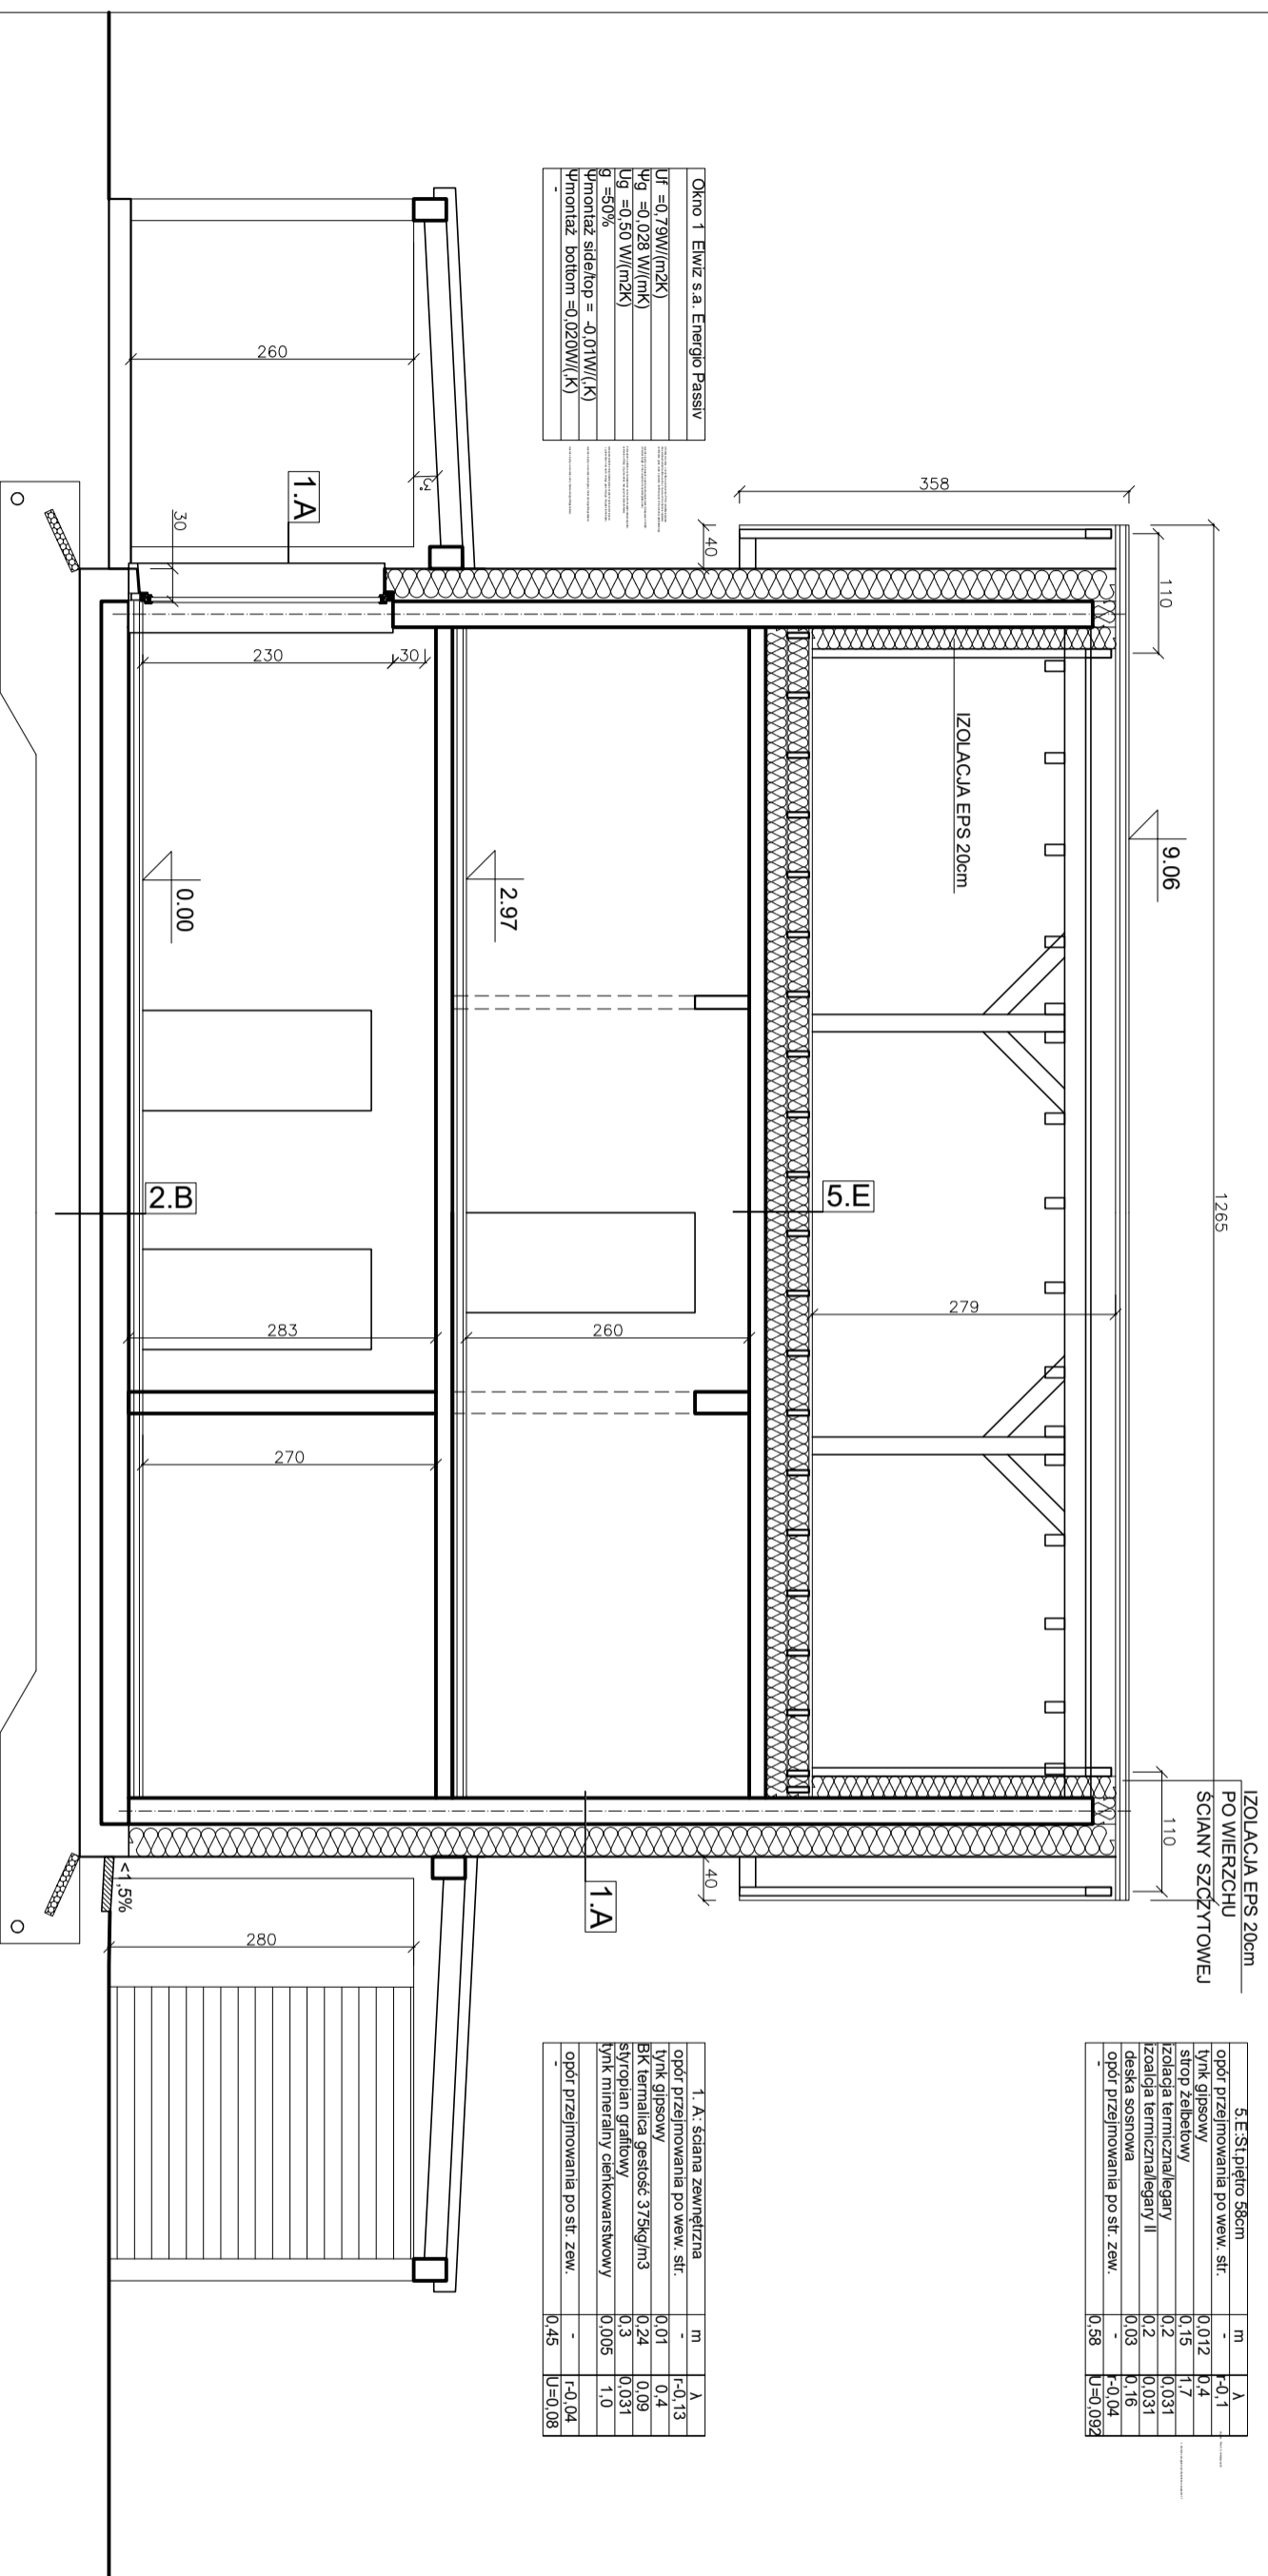 IZOLACJA EPS 20cm
PO WIERZCHU
ŚCIANY SZCZYTOWEJ
1265
110
110
9.06
358
40
40
IZOLACJA EPS 20cm
279
5.E
2.97
260
1.A
0.00
230
30
283
270
2.B
260
3°
1.A
30
280
<1,5%
Okno 1 Elwiz s.a. Energio Passiv
Uf =0,79W/(m2K)
Ψg =0,028 W/(mK)
Ug =0,50 W/(m2K)
g =50%
Ψmontaż side/top = -0,01W/(,K)
Ψmontaż bottom =0,020W/(,K)
-
5.E:St.piętro 58cm m λ
opór przejmowania po wew. str. - r-0,1
tynk gipsowy 0,012 0,4
strop żelbetowy 0,15 1,7
izolacja termiczna/legary 0,2 0,031
izoalcja termiczna/legary II 0,2 0,031
deska sosnowa 0,03 0,16
opór przejmowania po str. zew. - r-0,04
- 0,58 U=0,092
1. A: ściana zewnętrzna m λ
opór przejmowania po wew. str. - r-0,13
tynk gipsowy 0,01 0,4
BK termalica gestość 375kg/m3 0,24 0,09
styropian grafitowy 0,3 0,031
tynk mineralny cieńkowarstwowy 0,005 1,0
opór przejmowania po str. zew. - r-0,04
- 0,45 U=0,08